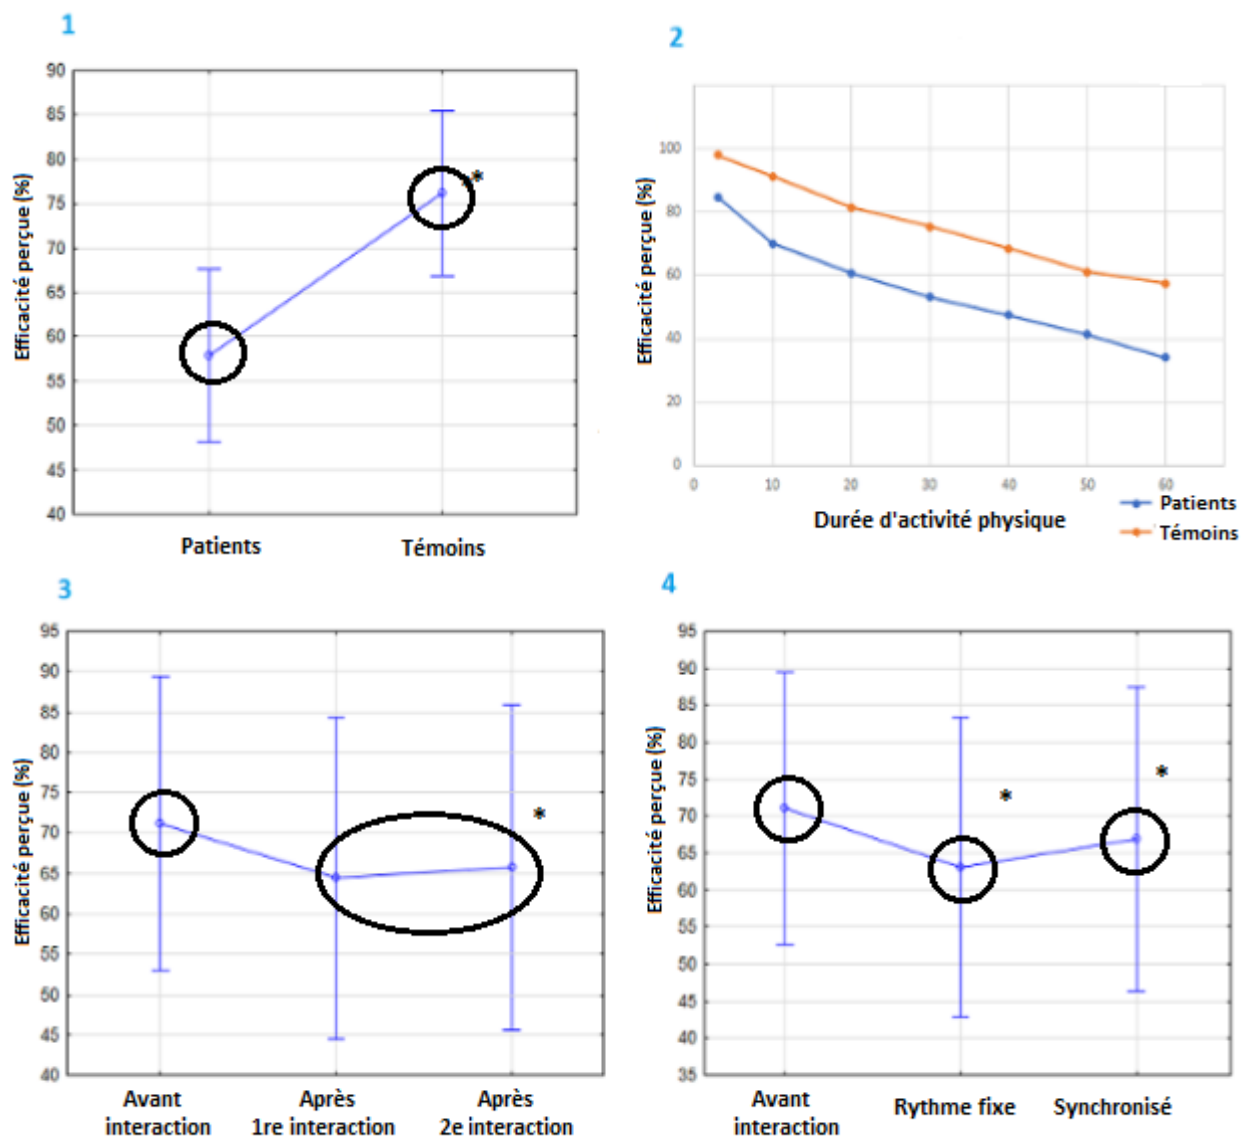 1
90
85
80
75
70
65
60
55
50
45
40
Efficacité perçue (%)
*
Patients
Témoins
2
100
80
60
40
20
0
Efficacité perçue (%)
0 10 20 30 40 50 60
Durée d'activité physique
Patients
Témoins
3
95
90
85
80
75
70
65
60
55
50
45
40
Efficacité perçue (%)
*
Avant
interaction
Après
1re interaction
Après
2e interaction
4
95
90
85
80
75
70
65
60
55
50
45
40
35
Efficacité perçue (%)
*
*
Avant
interaction
Rythme fixe
Synchronisé